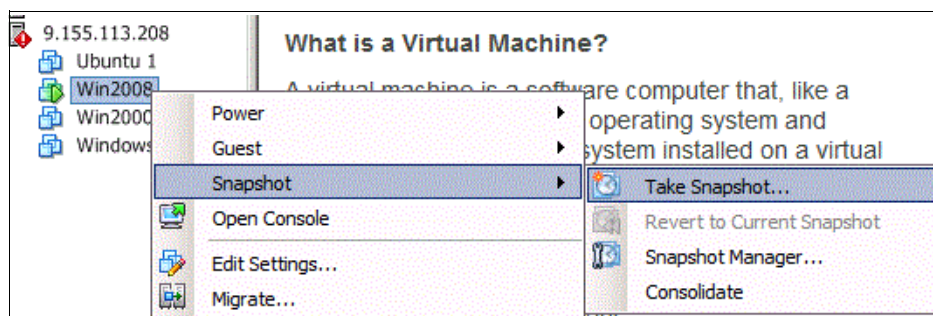 9.155.113.208
Ubuntu 1
Win2008
Win2000
Windows
What is a Virtual Machine?
A virtual machine is a software computer that, like a
operating system and
system installed on a virtual
Power
Guest
Snapshot
Open Console
Edit Settings...
Migrate...
Take Snapshot...
Revert to Current Snapshot
Snapshot Manager...
Consolidate